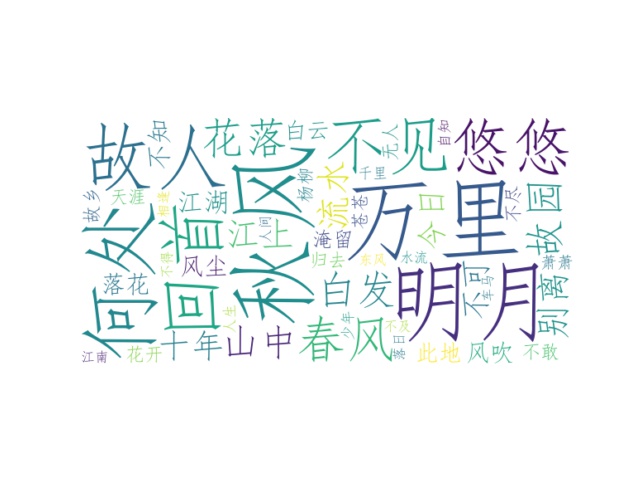 故人
不知
花落
白云
不见
无人
自知
悠悠
故乡
天涯
相逢
江湖
秋风
杨柳
流水
千里
苍苍
万里
今日
不尽
故园
何处
回首
江上
人间
淹留
落花
风尘
不得
归去
东风
水流
萧萧
白发
明月
不可
车马
别离
人生
少年
江南
花开
十年
山中
春风
落日
不及
此地
风吹
不敢